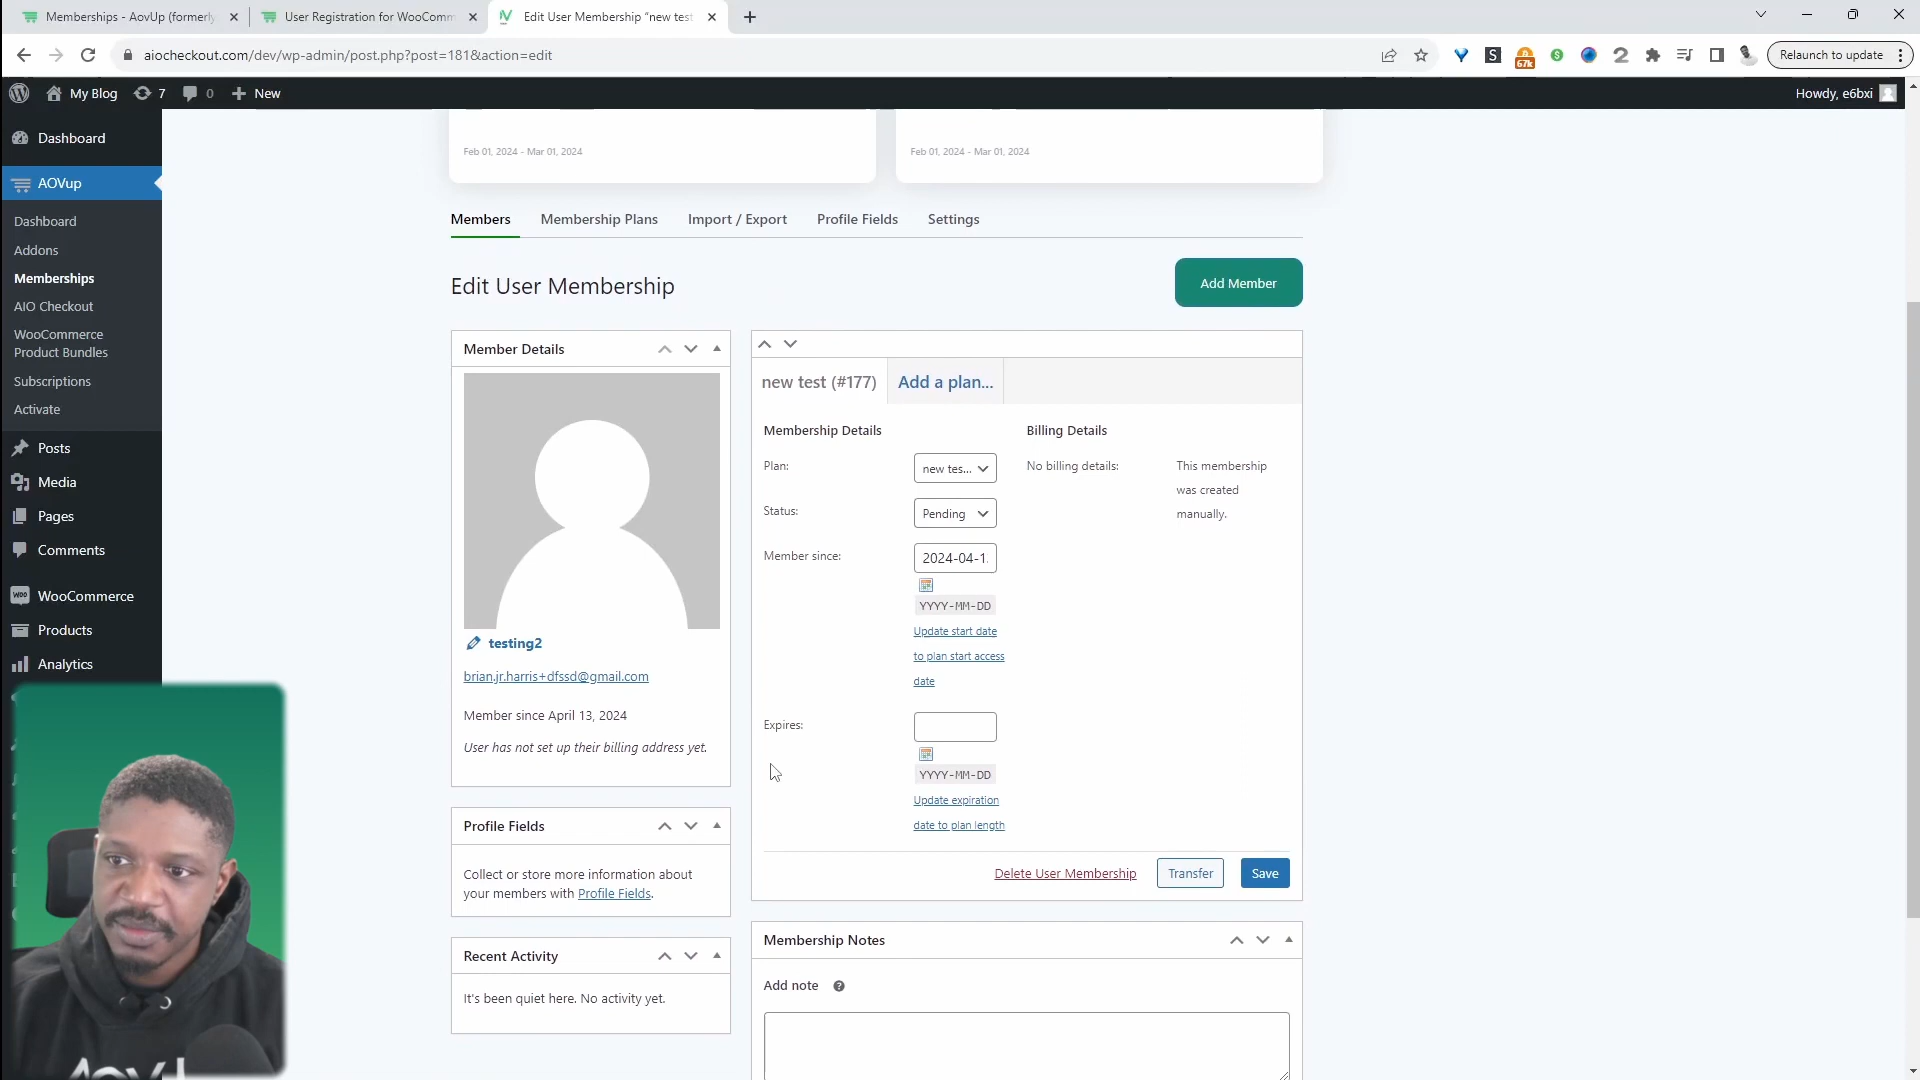 Memberships - AovUp (formerly
User Registration for WooComm
Edit User Membership "new test
aiocheckout.com/dev/wp-admin/post.php?post=181&action=edit
S
67k
Relaunch to update
My Blog
7
0
New
Howdy, e6bxi
Dashboard
AOVup
Dashboard
Addons
Memberships
AIO Checkout
WooCommerce
Product Bundles
Subscriptions
Activate
Posts
Media
Pages
Comments
WooCommerce
Products
Analytics
Feb 01, 2024 - Mar 01, 2024
Feb 01, 2024 - Mar 01, 2024
Members
Membership Plans
Import / Export
Profile Fields
Settings
Edit User Membership
Add Member
Member Details
testing2
brian.jr.harris+dfssd@gmail.com
Member since April 13, 2024
User has not set up their billing address yet.
Profile Fields
Collect or store more information about
your members with Profile Fields.
Recent Activity
It's been quiet here. No activity yet.
new test (#177)
Add a plan...
Membership Details
Plan:
new tes...
Status:
Pending
Member since:
2024-04-1
YYYY-MM-DD
Update start date
to plan start access
date
Expires:
YYYY-MM-DD
Update expiration
date to plan length
Billing Details
No billing details:
This membership
was created
manually.
Delete User Membership
Transfer
Save
Membership Notes
Add note